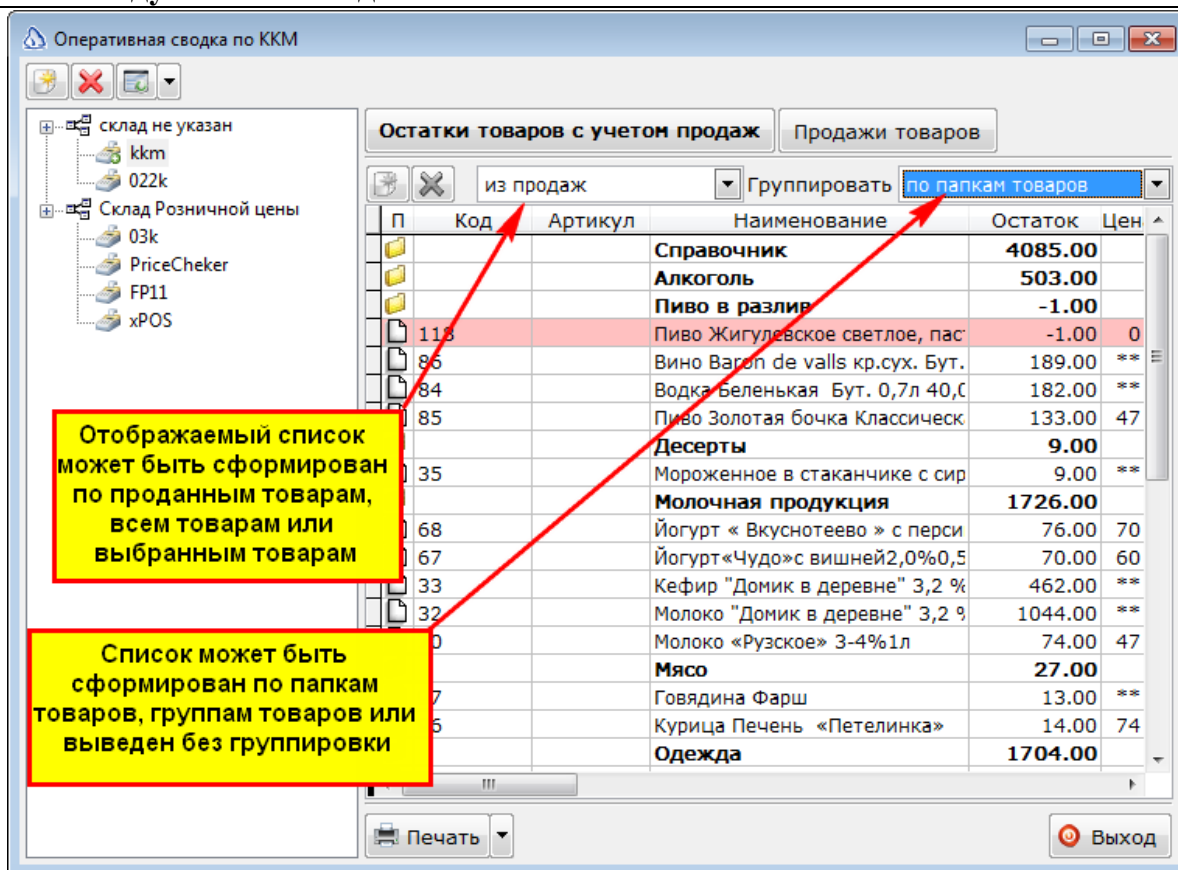 Оперативная сводка по ККМ
склад не указан
kkm
022k
Склад Розничной цены
03k
PriceCheker
FP11
xPOS
Остатки товаров с учетом продаж Продажи товаров
из продаж Группировать по папкам товаров
П Код Артикул Наименование Остаток Цен
Справочник 4085.00
Алкоголь 503.00
Пиво в разлив -1.00
118 Пиво Жигулевское светлое, пас -1.00 0
86 Вино Baron de valls кр.сух. Бут. 189.00 **
84 Водка Беленькая Бут. 0,7л 40,0 182.00 **
85 Пиво Золотая бочка Классическ 133.00 47
Десерты 9.00
35 Мороженное в стаканчике с сир 9.00 **
Молочная продукция 1726.00
68 Йогурт « Вкуснотеево » с перси 76.00 70
67 Йогурт«Чудо»с вишней2,0%0,5 70.00 60
33 Кефир "Домик в деревне" 3,2 % 462.00 **
32 Молоко "Домик в деревне" 3,2 % 1044.00 **
0 Молоко «Рузское» 3-4%1л 74.00 47
Мясо 27.00
7 Говядина Фарш 13.00 **
6 Курица Печень «Петелинка» 14.00 74
Одежда 1704.00
Отображаемый список
может быть сформирован
по проданным товарам,
всем товарам или
выбранным товарам
Список может быть
сформирован по папкам
товаров, группам товаров или
выведен без группировки
Печать Выход